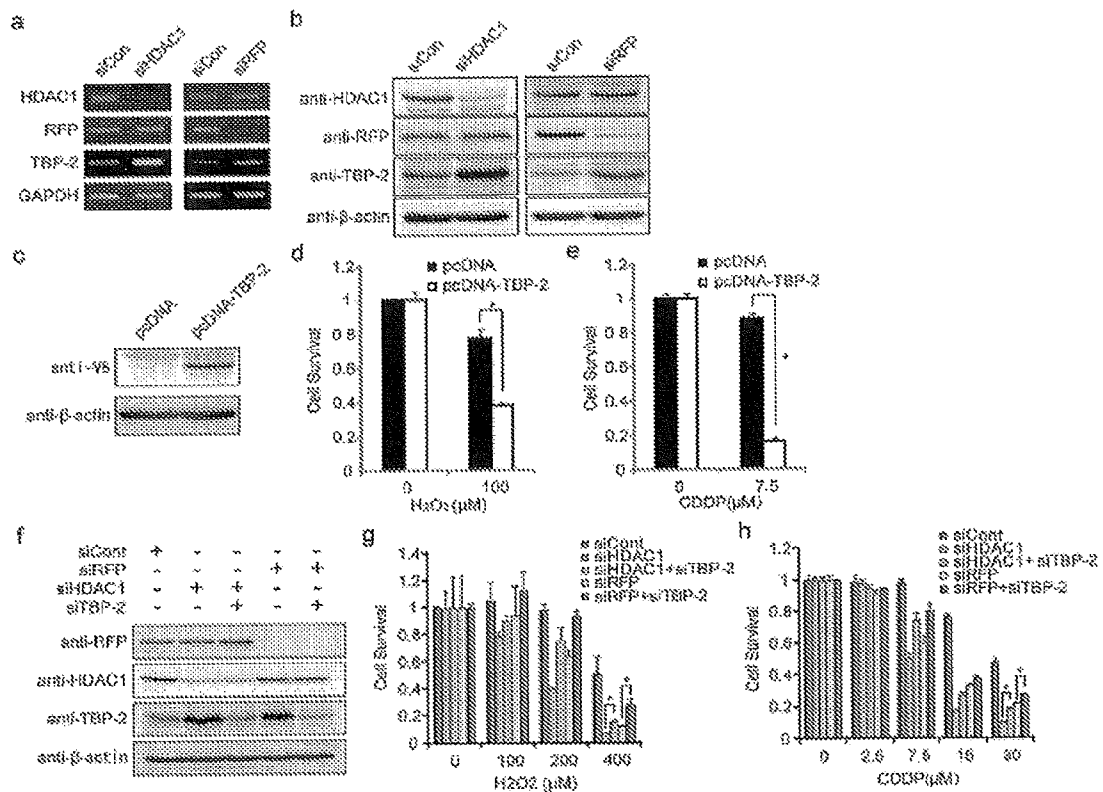 a
siCon siHDAC1 siCon siRFP
HDAC1
RFP
TBP-2
GAPDH
b
siCon siHDAC1 siCon siRFP
anti-HDAC1
anti-RFP
anti-TBP-2
anti-β-actin
c
pcDNA pcDNA-TBP-2
anti-V5
anti-β-actin
d
pcDNA
pcDNA-TBP-2
*
Cell Survival
1.2
1
0.8
0.6
0.4
0.2
0
0 100
H₂O₂(μM)
e
pcDNA
pcDNA-TBP-2
*
Cell Survival
1.2
1
0.8
0.6
0.4
0.2
0
0 7.5
CDDP(μM)
f
siCont + - - - -
siRFP - - - + +
siHDAC1 - + + - -
siTBP-2 - - + - +
anti-RFP
anti-HDAC1
anti-TBP-2
anti-β-actin
g
siCont
siHDAC1
siHDAC1+siTBP-2
siRFP
siRFP+siTBP-2
Cell Survival
1.4
1.2
1
0.8
0.6
0.4
0.2
0
* *
0 100 200 400
H2O2 (μM)
h
siCont
siHDAC1
siHDAC1+siTBP-2
siRFP
siRFP+siTBP-2
Cell Survival
1.2
1
0.8
0.6
0.4
0.2
0
* *
0 2.5 7.5 15 30
CDDP(μM)